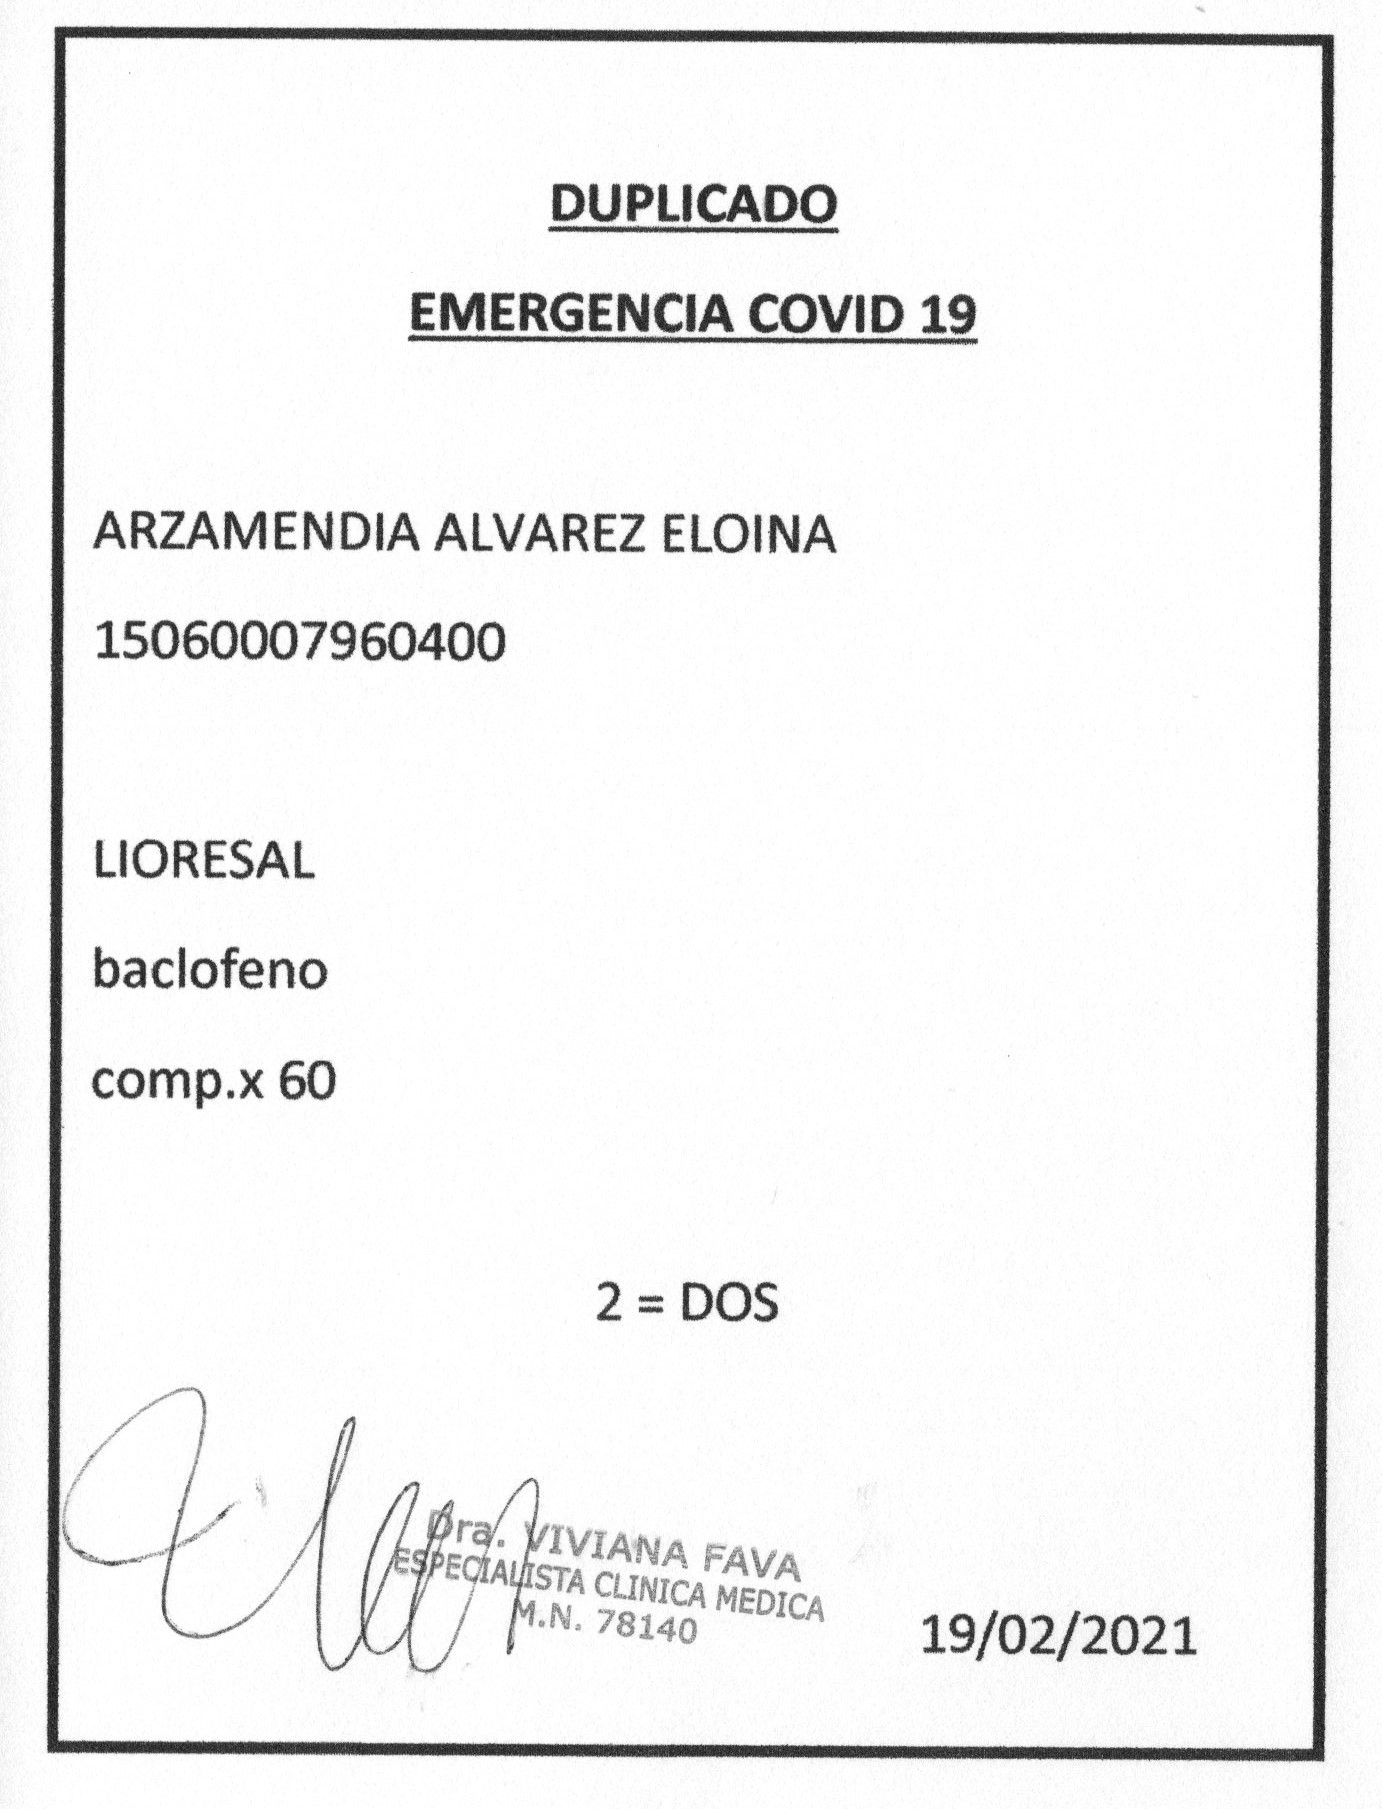 DUPLICADO
EMERGENCIA COVID 19
ARZAMENDIA ALVAREZ ELOINA
15060007960400
LIORESAL
baclofeno
comp.x 60
2 = DOS
Dra. VIVIANA FAVA
ESPECIALISTA CLINICA MEDICA
M.N. 78140
19/02/2021